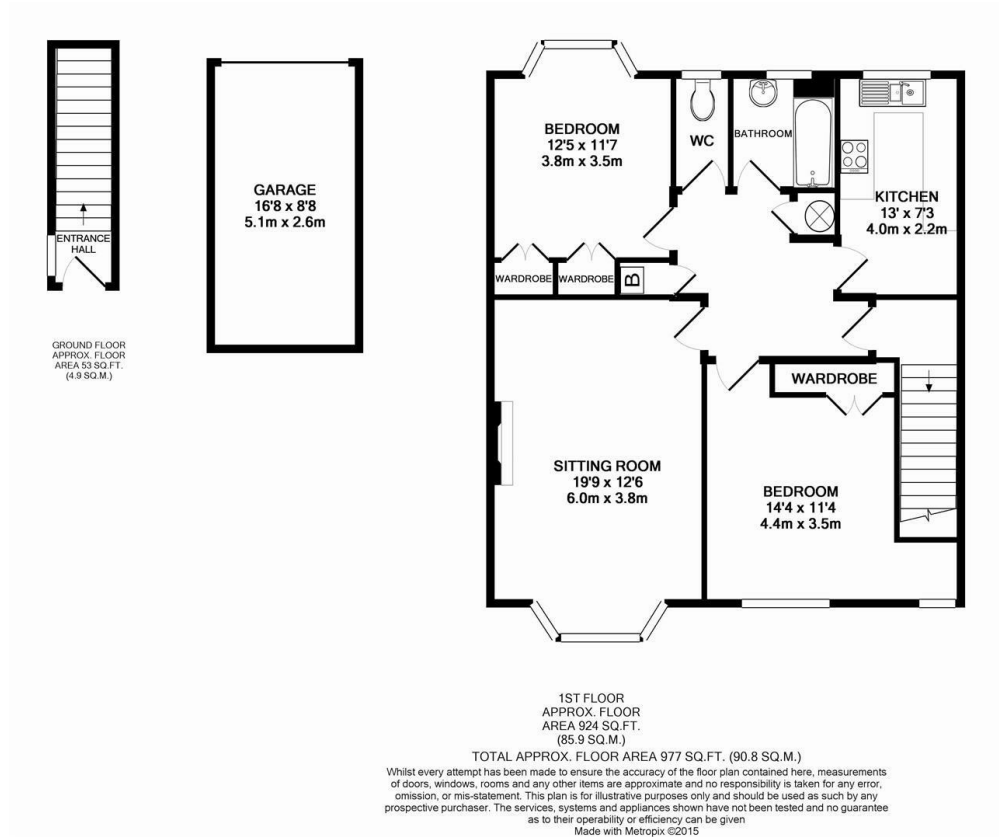 ENTRANCE
HALL
GROUND FLOOR
APPROX. FLOOR
AREA 53 SQ.FT.
(4.9 SQ.M.)
GARAGE
16'8 x 8'8
5.1m x 2.6m
BEDROOM
12'5 x 11'7
3.8m x 3.5m
WC
BATHROOM
KITCHEN
13' x 7'3
4.0m x 2.2m
WARDROBE
WARDROBE
B
WARDROBE
SITTING ROOM
19'9 x 12'6
6.0m x 3.8m
BEDROOM
14'4 x 11'4
4.4m x 3.5m
1ST FLOOR
APPROX. FLOOR
AREA 924 SQ.FT.
(85.9 SQ.M.)
TOTAL APPROX. FLOOR AREA 977 SQ.FT. (90.8 SQ.M.)
Whilst every attempt has been made to ensure the accuracy of the floor plan contained here, measurements
of doors, windows, rooms and any other items are approximate and no responsibility is taken for any error,
omission, or mis-statement. This plan is for illustrative purposes only and should be used as such by any
prospective purchaser. The services, systems and appliances shown have not been tested and no guarantee
as to their operability or efficiency can be given
Made with Metropix ©2015